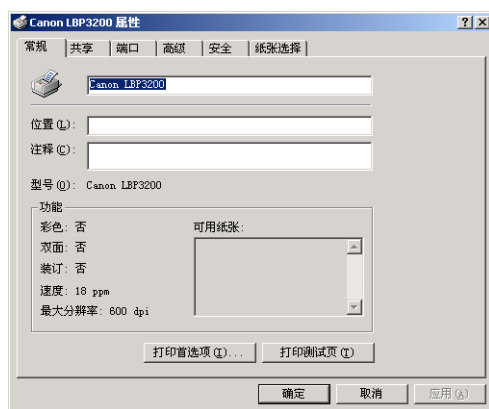 Canon LBP3200 属性
常规 共享 端口 高级 安全 纸张选择
Canon LBP3200
位置(L):
注释(C):
型号(O): Canon LBP3200
功能
彩色: 否 可用纸张:
双面: 否
装订: 否
速度: 18 ppm
最大分辨率: 600 dpi
打印首选项(I)... 打印测试页(T)
确定 取消 应用(A)